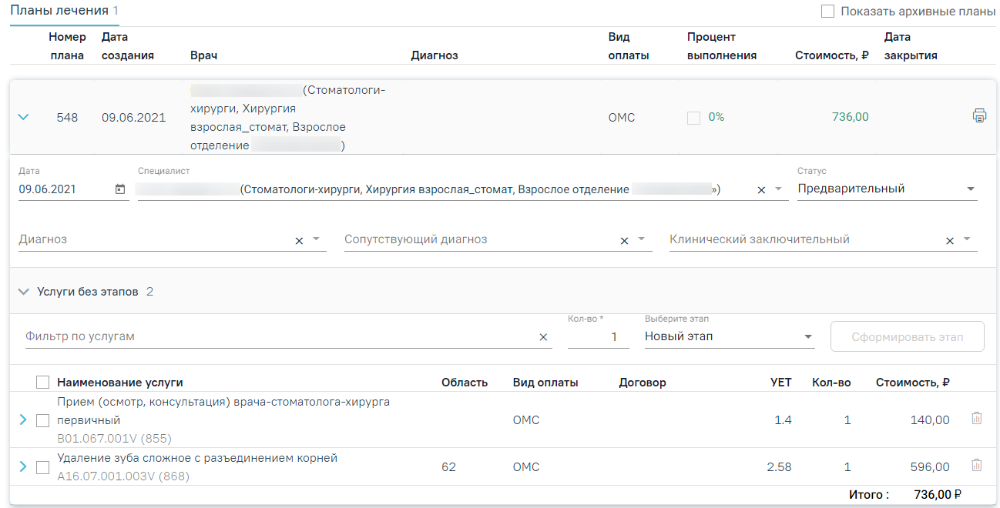 Планы лечения 1
Показать архивные планы
Номер плана
Дата создания
Врач
Диагноз
Вид оплаты
Процент выполнения
Стоимость, ₽
Дата закрытия
548
09.06.2021
(Стоматологи-
хирурги, Хирургия
взрослая_стомат, Взрослое
отделение )
ОМС
0%
736,00
Дата
09.06.2021
Специалист
(Стоматологи-хирурги, Хирургия взрослая_стомат, Взрослое отделение »)
Статус
Предварительный
Диагноз
Сопутствующий диагноз
Клинический заключительный
Услуги без этапов 2
Фильтр по услугам
Кол-во *
1
Выберите этап
Новый этап
Сформировать этап
Наименование услуги Область Вид оплаты Договор УЕТ Кол-во Стоимость, ₽
Прием (осмотр, консультация) врача-стоматолога-хирурга
первичный
B01.067.001V (855)
ОМС 1.4 1 140,00
Удаление зуба сложное с разъединением корней
A16.07.001.003V (868)
62 ОМС 2.58 1 596,00
Итого : 736,00 ₽